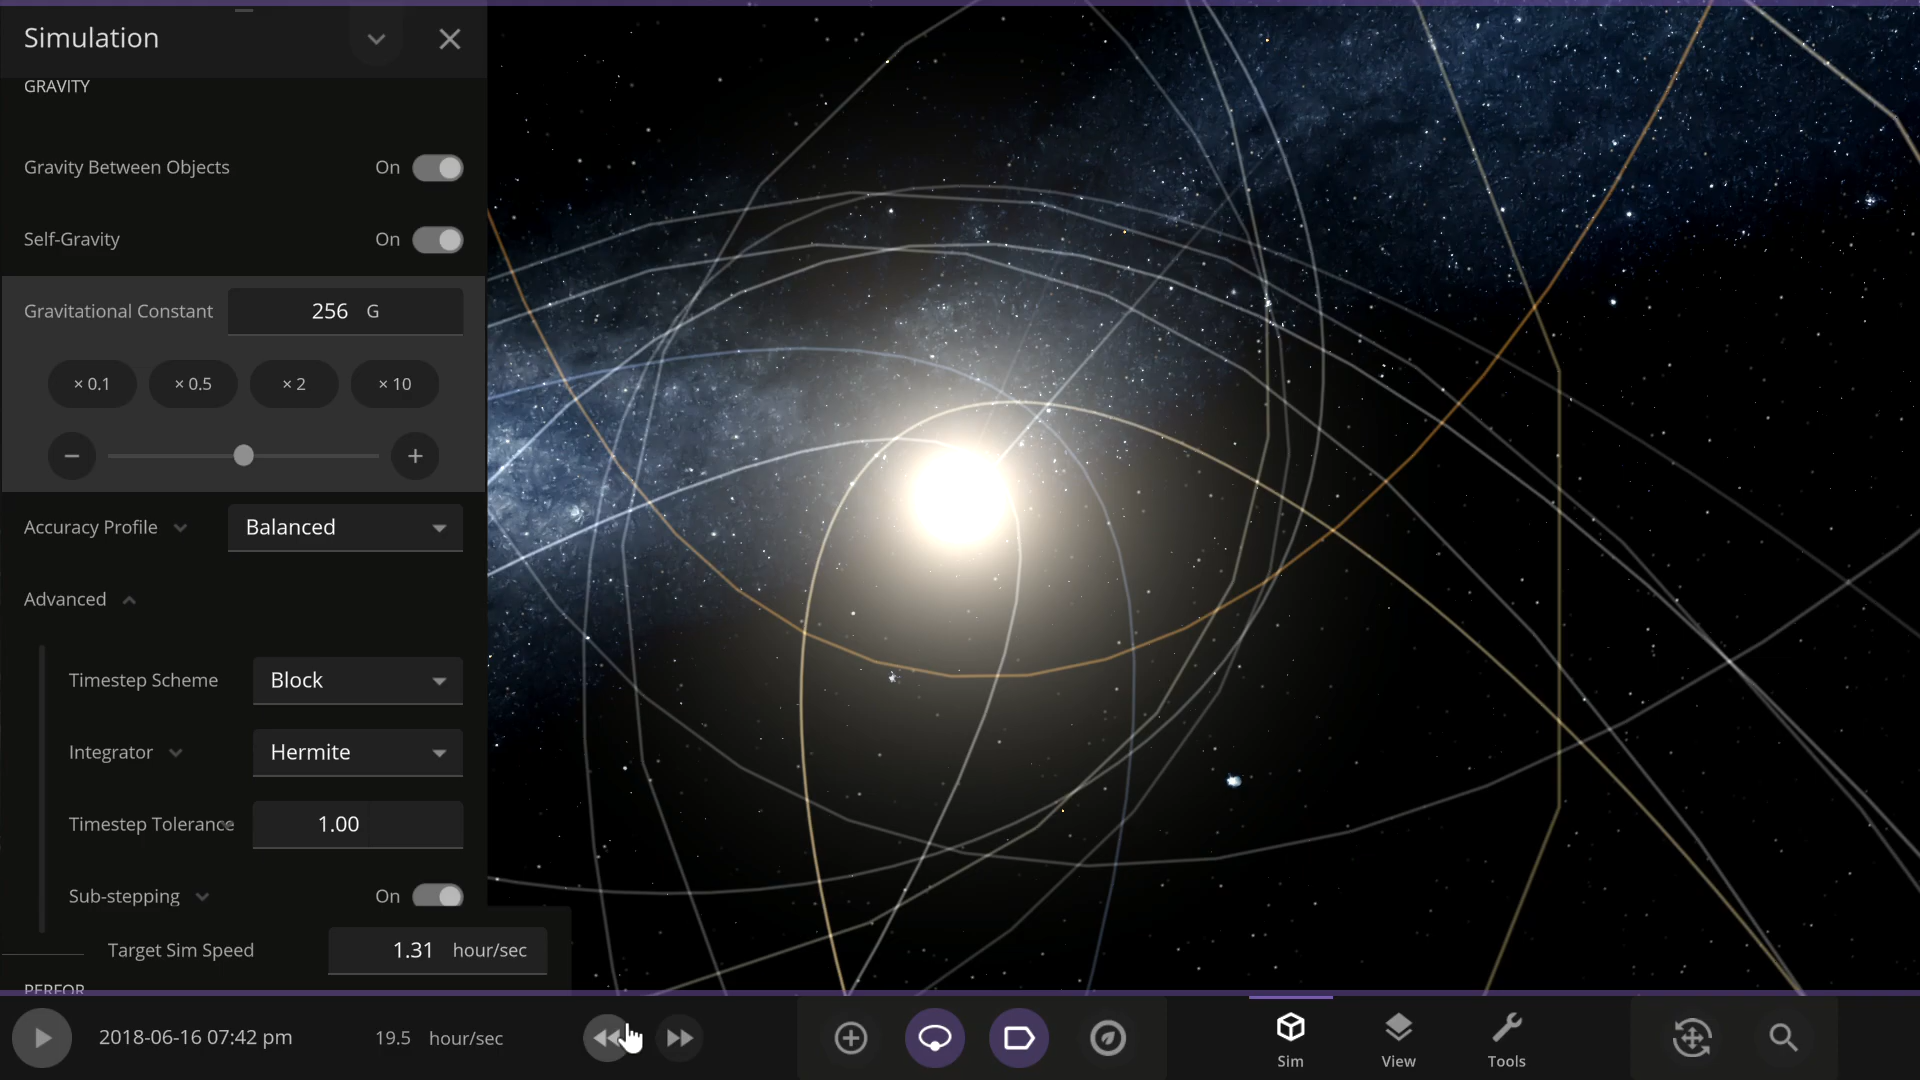 Simulation
GRAVITY
Gravity Between Objects On
Self-Gravity On
Gravitational Constant 256 G
× 0.1 × 0.5 × 2 × 10
Accuracy Profile Balanced
Advanced
Timestep Scheme Block
Integrator Hermite
Timestep Tolerance 1.00
Sub-stepping On
Target Sim Speed 1.31 hour/sec
PERFOR
2018-06-16 07:42 pm 19.5 hour/sec
Sim View Tools